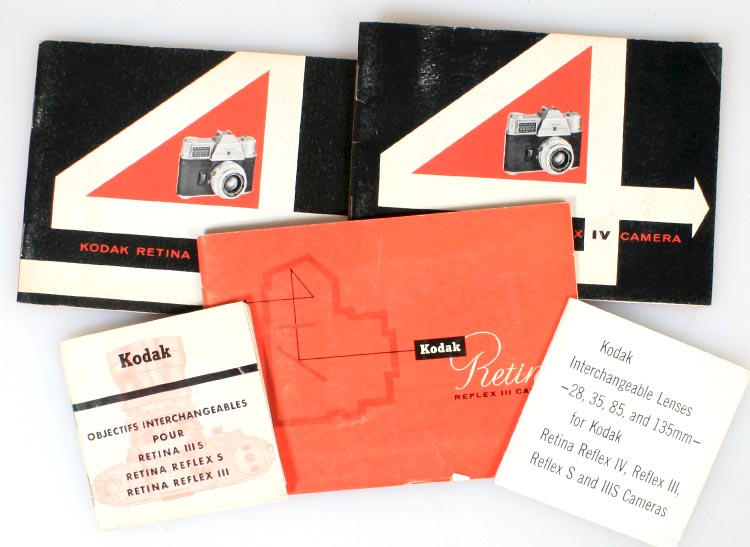 KODAK RETINA
X IV CAMERA
Kodak
Retin
REFLEX III CA
Kodak
OBJECTIFS INTERCHANGEABLES
POUR
RETINA IIIS
RETINA REFLEX S
RETINA REFLEX III
Kodak
Interchangeable Lenses
—28, 35, 85, and 135mm—
for Kodak
Retina Reflex IV, Reflex III,
Reflex S and IIIS Cameras